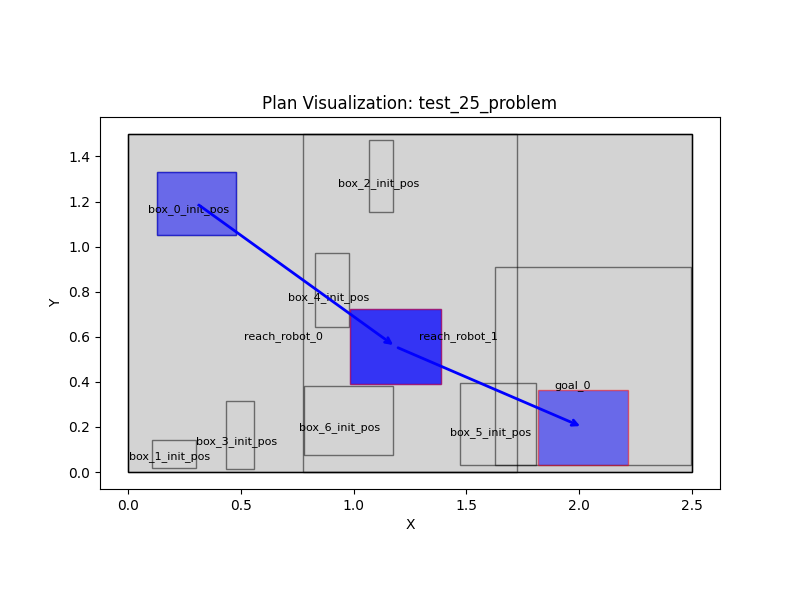 Plan Visualization: test_25_problem
Y
1.4
1.2
1.0
0.8
0.6
0.4
0.2
0.0
box_2_init_pos
box_0_init_pos
box_4_init_pos
reach_robot_0
reach_robot_1
goal_0
box_6_init_pos
box_5_init_pos
box_3_init_pos
box_1_init_pos
0.0 0.5 1.0 1.5 2.0 2.5
X